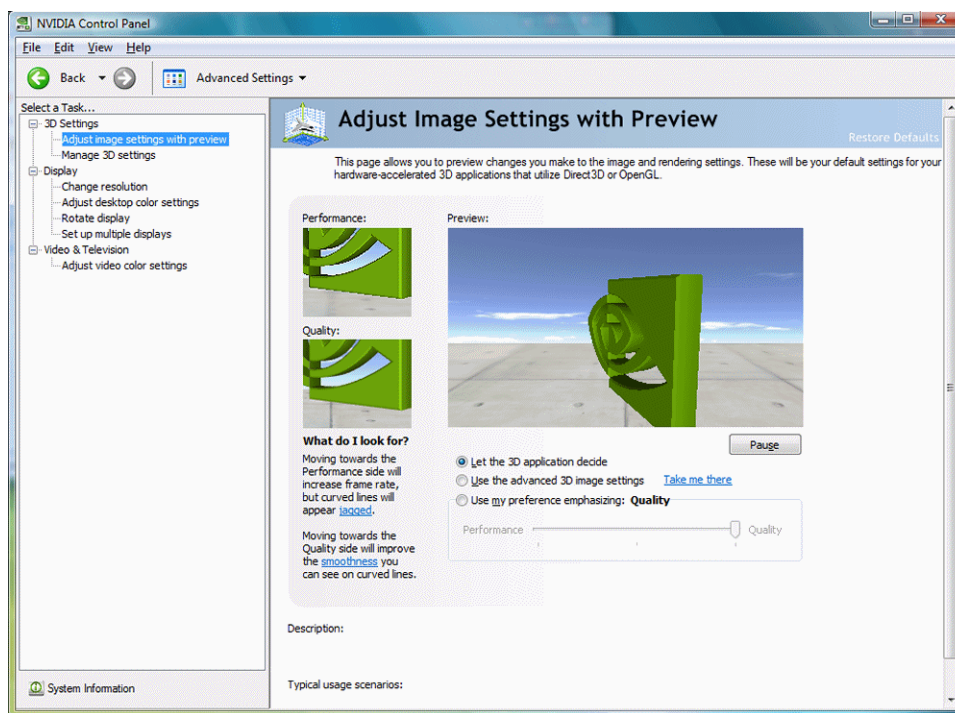 NVIDIA Control Panel
File Edit View Help
Back Advanced Settings
Select a Task...
3D Settings
Adjust image settings with preview
Manage 3D settings
Display
Change resolution
Adjust desktop color settings
Rotate display
Set up multiple displays
Video & Television
Adjust video color settings
System Information
Adjust Image Settings with Preview
Restore Defaults
This page allows you to preview changes you make to the image and rendering settings. These will be your default settings for your
hardware-accelerated 3D applications that utilize Direct3D or OpenGL.
Performance:
Quality:
What do I look for?
Moving towards the
Performance side will
increase frame rate,
but curved lines will
appear jagged.
Moving towards the
Quality side will improve
the smoothness you
can see on curved lines.
Preview:
Pause
Let the 3D application decide
Use the advanced 3D image settings Take me there
Use my preference emphasizing: Quality
Performance Quality
Description:
Typical usage scenarios: